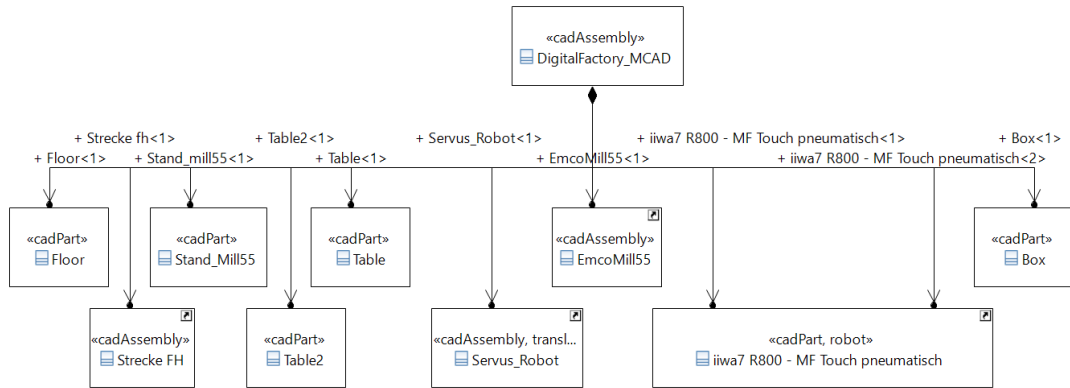 «cadAssembly»
DigitalFactory_MCAD
+ Strecke fh<1>
+ Table2<1>
+ Servus_Robot<1>
+ iiwa7 R800 - MF Touch pneumatisch<1>
+ Box<1>
+ Floor<1>
+ Stand_mill55<1>
+ Table<1>
+ EmcoMill55<1>
+ iiwa7 R800 - MF Touch pneumatisch<2>
«cadPart»
Floor
«cadPart»
Stand_Mill55
«cadPart»
Table
«cadAssembly»
EmcoMill55
«cadPart»
Box
«cadAssembly»
Strecke FH
«cadPart»
Table2
«cadAssembly, transl...
Servus_Robot
«cadPart, robot»
iiwa7 R800 - MF Touch pneumatisch